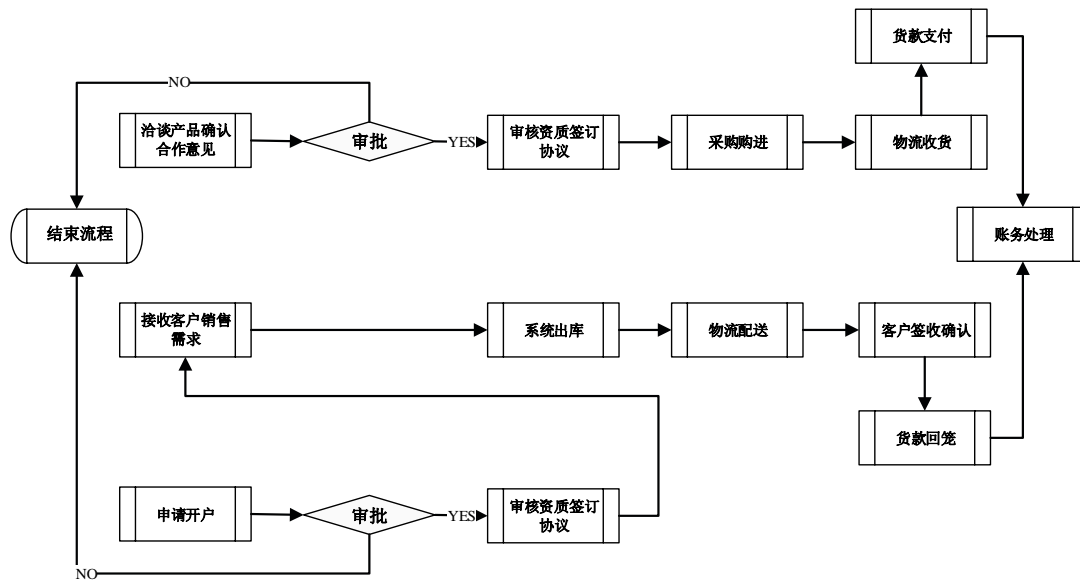 货款支付
NO
洽谈产品确认
合作意见
审批
YES
审核资质签订
协议
采购购进
物流收货
结束流程
账务处理
接收客户销售
需求
系统出库
物流配送
客户签收确认
货款回笼
申请开户
审批
YES
审核资质签订
协议
NO